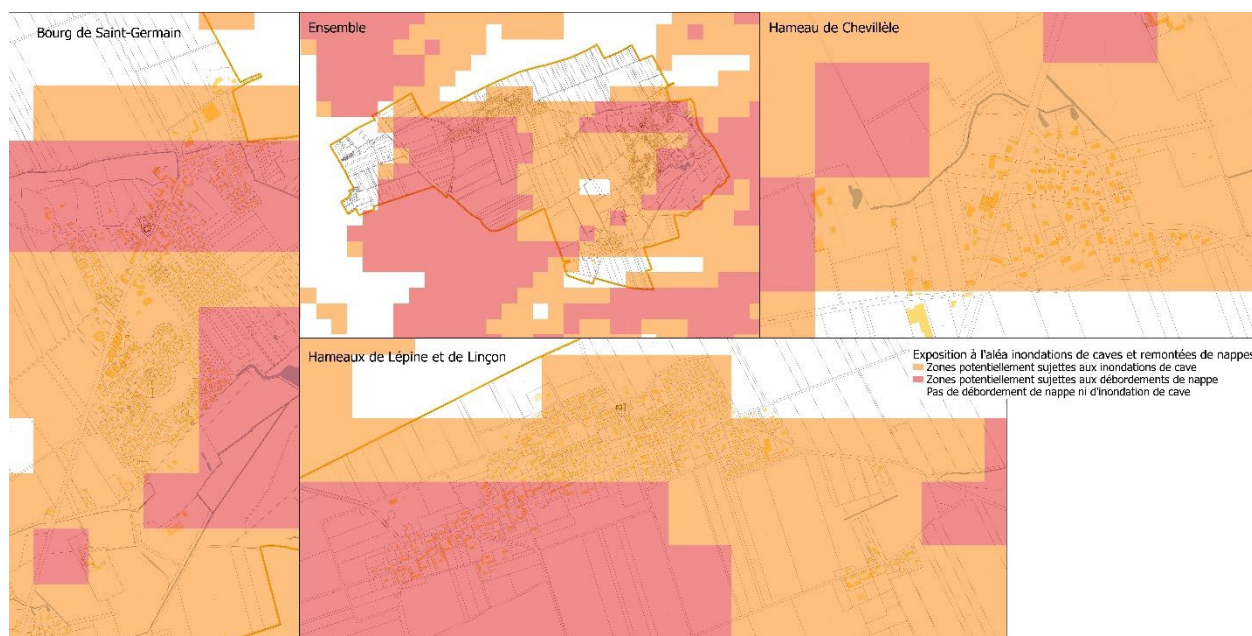 Bourg de Saint-Germain
Ensemble
Hameau de Chevillèle
Hameaux de Lépine et de Linçon
Exposition à l'aléa inondations de caves et remontées de nappes
Zones potentiellement sujettes aux inondations de cave
Zones potentiellement sujettes aux débordements de nappe
Pas de débordement de nappe ni d'inondation de cave